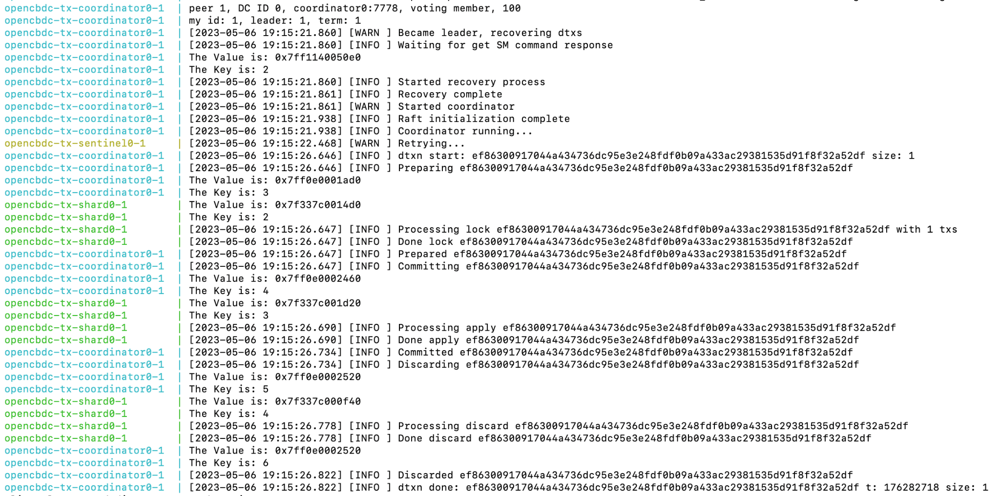 opencbdc-tx-coordinator0-1 | peer 1, DC ID 0, coordinator0:7778, voting member, 100
opencbdc-tx-coordinator0-1 | my id: 1, leader: 1, term: 1
opencbdc-tx-coordinator0-1 | [2023-05-06 19:15:21.860] [WARN ] Became leader, recovering dtxs
opencbdc-tx-coordinator0-1 | [2023-05-06 19:15:21.860] [INFO ] Waiting for get SM command response
opencbdc-tx-coordinator0-1 | The Value is: 0x7ff1140050e0
opencbdc-tx-coordinator0-1 | The Key is: 2
opencbdc-tx-coordinator0-1 | [2023-05-06 19:15:21.860] [INFO ] Started recovery process
opencbdc-tx-coordinator0-1 | [2023-05-06 19:15:21.861] [INFO ] Recovery complete
opencbdc-tx-coordinator0-1 | [2023-05-06 19:15:21.861] [WARN ] Started coordinator
opencbdc-tx-coordinator0-1 | [2023-05-06 19:15:21.938] [INFO ] Raft initialization complete
opencbdc-tx-coordinator0-1 | [2023-05-06 19:15:21.938] [INFO ] Coordinator running...
opencbdc-tx-sentinel0-1 | [2023-05-06 19:15:22.468] [WARN ] Retrying...
opencbdc-tx-coordinator0-1 | [2023-05-06 19:15:26.646] [INFO ] dtxn start: ef86300917044a434736dc95e3e248fdf0b09a433ac29381535d91f8f32a52df size: 1
opencbdc-tx-coordinator0-1 | [2023-05-06 19:15:26.646] [INFO ] Preparing ef86300917044a434736dc95e3e248fdf0b09a433ac29381535d91f8f32a52df
opencbdc-tx-coordinator0-1 | The Value is: 0x7ff0e0001ad0
opencbdc-tx-coordinator0-1 | The Key is: 3
opencbdc-tx-shard0-1 | The Value is: 0x7f337c0014d0
opencbdc-tx-shard0-1 | The Key is: 2
opencbdc-tx-shard0-1 | [2023-05-06 19:15:26.647] [INFO ] Processing lock ef86300917044a434736dc95e3e248fdf0b09a433ac29381535d91f8f32a52df with 1 txs
opencbdc-tx-shard0-1 | [2023-05-06 19:15:26.647] [INFO ] Done lock ef86300917044a434736dc95e3e248fdf0b09a433ac29381535d91f8f32a52df
opencbdc-tx-coordinator0-1 | [2023-05-06 19:15:26.647] [INFO ] Prepared ef86300917044a434736dc95e3e248fdf0b09a433ac29381535d91f8f32a52df
opencbdc-tx-coordinator0-1 | [2023-05-06 19:15:26.647] [INFO ] Committing ef86300917044a434736dc95e3e248fdf0b09a433ac29381535d91f8f32a52df
opencbdc-tx-coordinator0-1 | The Value is: 0x7ff0e0002460
opencbdc-tx-coordinator0-1 | The Key is: 4
opencbdc-tx-shard0-1 | The Value is: 0x7f337c001d20
opencbdc-tx-shard0-1 | The Key is: 3
opencbdc-tx-shard0-1 | [2023-05-06 19:15:26.690] [INFO ] Processing apply ef86300917044a434736dc95e3e248fdf0b09a433ac29381535d91f8f32a52df
opencbdc-tx-shard0-1 | [2023-05-06 19:15:26.690] [INFO ] Done apply ef86300917044a434736dc95e3e248fdf0b09a433ac29381535d91f8f32a52df
opencbdc-tx-coordinator0-1 | [2023-05-06 19:15:26.734] [INFO ] Committed ef86300917044a434736dc95e3e248fdf0b09a433ac29381535d91f8f32a52df
opencbdc-tx-coordinator0-1 | [2023-05-06 19:15:26.734] [INFO ] Discarding ef86300917044a434736dc95e3e248fdf0b09a433ac29381535d91f8f32a52df
opencbdc-tx-coordinator0-1 | The Value is: 0x7ff0e0002520
opencbdc-tx-coordinator0-1 | The Key is: 5
opencbdc-tx-shard0-1 | The Value is: 0x7f337c000f40
opencbdc-tx-shard0-1 | The Key is: 4
opencbdc-tx-shard0-1 | [2023-05-06 19:15:26.778] [INFO ] Processing discard ef86300917044a434736dc95e3e248fdf0b09a433ac29381535d91f8f32a52df
opencbdc-tx-shard0-1 | [2023-05-06 19:15:26.778] [INFO ] Done discard ef86300917044a434736dc95e3e248fdf0b09a433ac29381535d91f8f32a52df
opencbdc-tx-coordinator0-1 | The Value is: 0x7ff0e0002520
opencbdc-tx-coordinator0-1 | The Key is: 6
opencbdc-tx-coordinator0-1 | [2023-05-06 19:15:26.822] [INFO ] Discarded ef86300917044a434736dc95e3e248fdf0b09a433ac29381535d91f8f32a52df
opencbdc-tx-coordinator0-1 | [2023-05-06 19:15:26.822] [INFO ] dtxn done: ef86300917044a434736dc95e3e248fdf0b09a433ac29381535d91f8f32a52df t: 176282718 size: 1